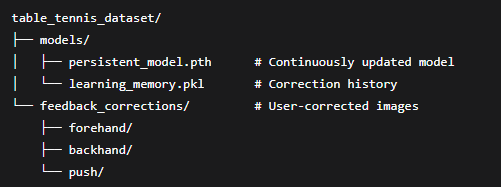 table_tennis_dataset/
├── models/
│   ├── persistent_model.pth      # Continuously updated model
│   └── learning_memory.pkl       # Correction history
└── feedback_corrections/         # User-corrected images
    ├── forehand/
    ├── backhand/
    └── push/